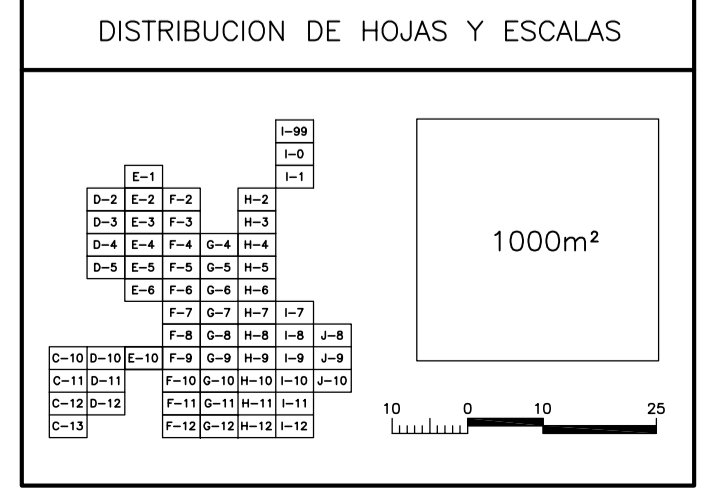 DISTRIBUCION DE HOJAS Y ESCALAS
I-99
I-0
E-1 I-1
D-2 E-2 F-2 H-2
D-3 E-3 F-3 H-3
D-4 E-4 F-4 G-4 H-4
D-5 E-5 F-5 G-5 H-5
E-6 F-6 G-6 H-6
F-7 G-7 H-7 I-7
F-8 G-8 H-8 I-8 J-8
C-10 D-10 E-10 F-9 G-9 H-9 I-9 J-9
C-11 D-11 F-10 G-10 H-10 I-10 J-10
C-12 D-12 F-11 G-11 H-11 I-11
C-13 F-12 G-12 H-12 I-12
1000m²
10 0 10 25